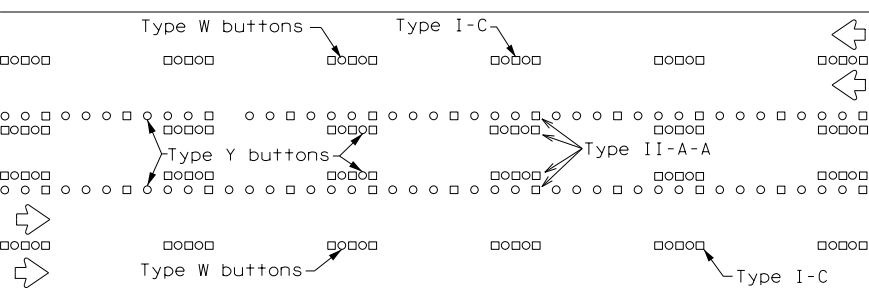 Type W buttons
Type I-C
Type Y buttons
Type II-A-A
Type W buttons
Type I-C